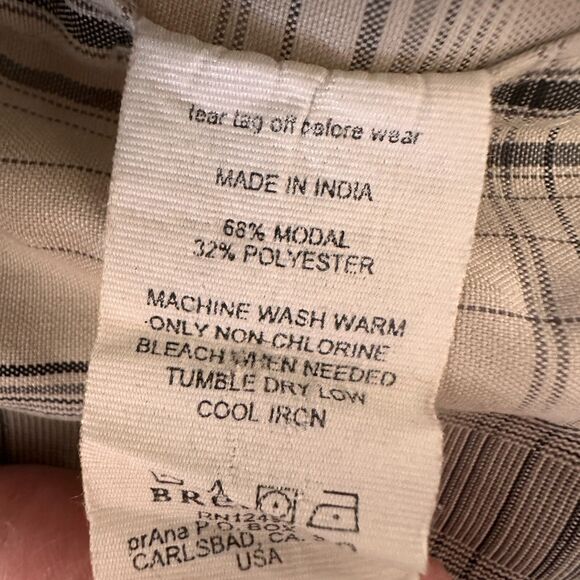 tear tag off before wear
MADE IN INDIA
68% MODAL
32% POLYESTER
MACHINE WASH WARM
ONLY NON-CHLORINE
BLEACH WHEN NEEDED
TUMBLE DRY LOW
COOL IRON
prAna P.O. BOX
CARLSBAD, CA.
USA